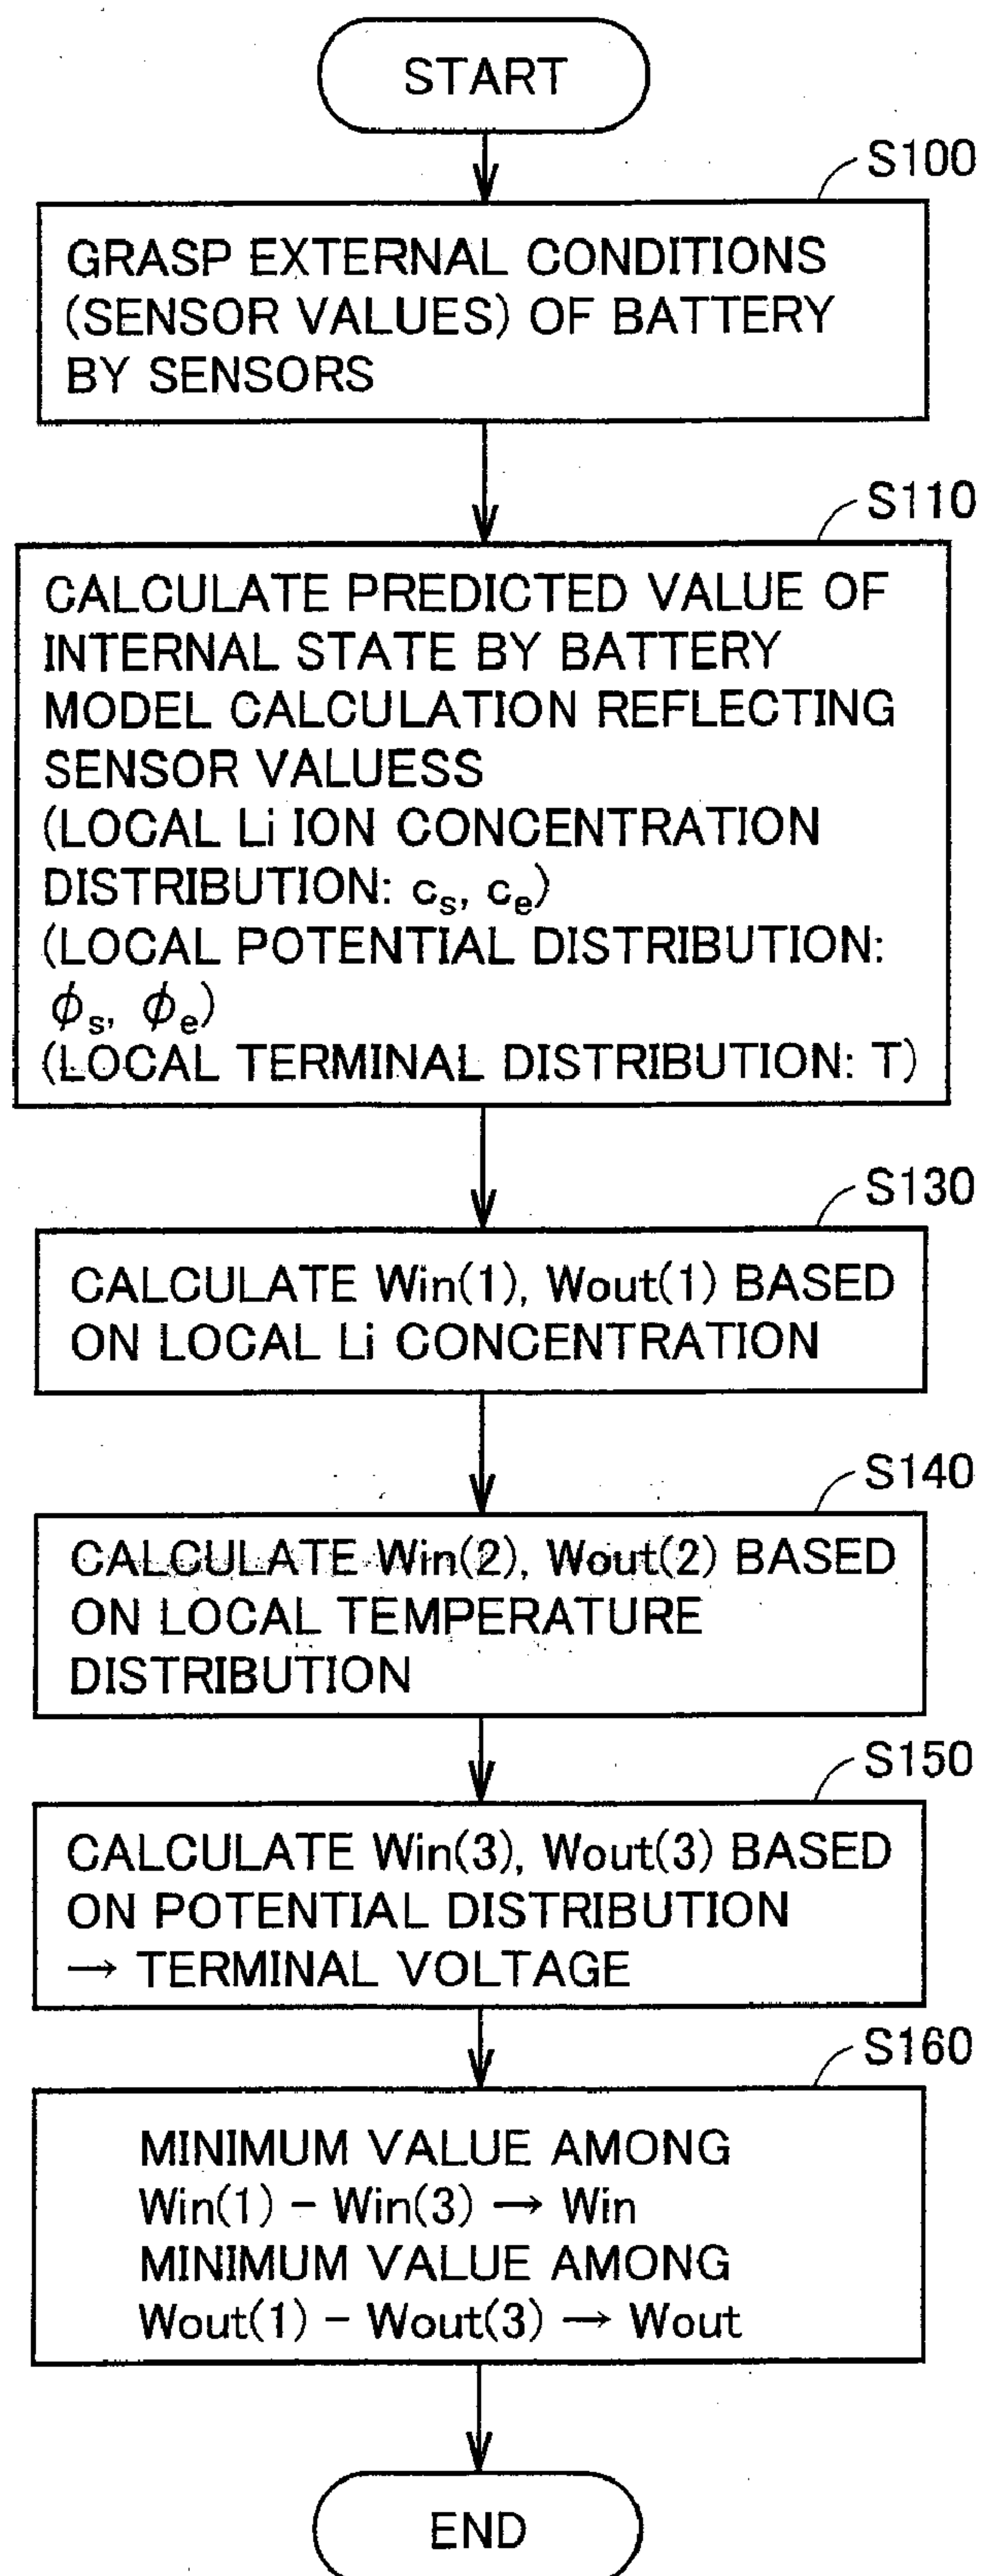 START
S100
GRASP EXTERNAL CONDITIONS
(SENSOR VALUES) OF BATTERY
BY SENSORS
S110
CALCULATE PREDICTED VALUE OF
INTERNAL STATE BY BATTERY
MODEL CALCULATION REFLECTING
SENSOR VALUESS
(LOCAL Li ION CONCENTRATION
DISTRIBUTION: cₛ, cₑ)
(LOCAL POTENTIAL DISTRIBUTION:
ϕₛ, ϕₑ)
(LOCAL TERMINAL DISTRIBUTION: T)
S130
CALCULATE Win(1), Wout(1) BASED
ON LOCAL Li CONCENTRATION
S140
CALCULATE Win(2), Wout(2) BASED
ON LOCAL TEMPERATURE
DISTRIBUTION
S150
CALCULATE Win(3), Wout(3) BASED
ON POTENTIAL DISTRIBUTION
→ TERMINAL VOLTAGE
S160
MINIMUM VALUE AMONG
Win(1) – Win(3) → Win
MINIMUM VALUE AMONG
Wout(1) – Wout(3) → Wout
END